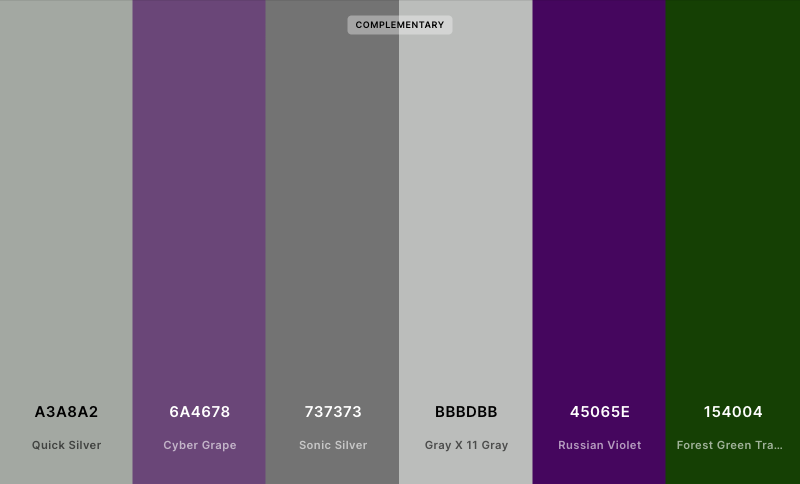 COMPLEMENTARY
A3A8A2
6A4678
737373
BBBDBB
45065E
154004
Quick Silver
Cyber Grape
Sonic Silver
Gray X 11 Gray
Russian Violet
Forest Green Tra...